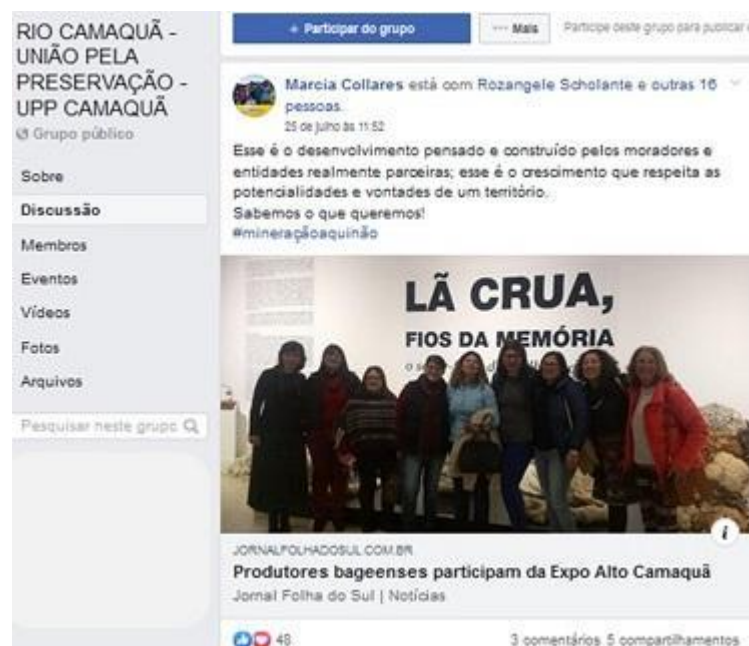 RIO CAMAQUÃ -
UNIÃO PELA
PRESERVAÇÃO -
UPP CAMAQUÃ
Grupo público
Sobre
Discussão
Membros
Eventos
Vídeos
Fotos
Arquivos
Pesquisar neste grupo
+ Participar do grupo
Mais
Participe deste grupo para publicar
Marcia Collares está com Rozangele Scholante e outras 16
pessoas.
25 de julho às 11:52
Esse é o desenvolvimento pensado e construído pelos moradores e
entidades realmente parceiras; esse é o crescimento que respeita as
potencialidades e vontades de um território.
Sabemos o que queremos!
#mineraçãoaquinão
LÃ CRUA,
FIOS DA MEMÓRIA
i
JORNALFOLHADOSUL.COM.BR
Produtores bageenses participam da Expo Alto Camaquã
Jornal Folha do Sul | Notícias
48
3 comentários 5 compartilhamentos